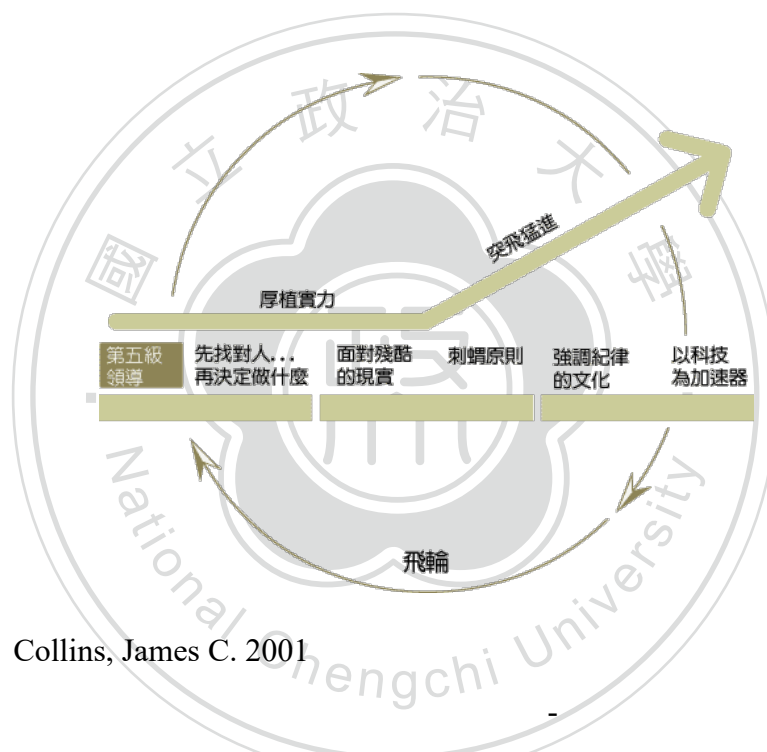 國立政治大學
突飛猛進
厚植實力
第五級
領導
先找對人...
再決定做什麼
面對殘酷
的現實
刺蝟原則
強調紀律
的文化
以科技
為加速器
飛輪
National Chengchi University
Collins, James C. 2001
-